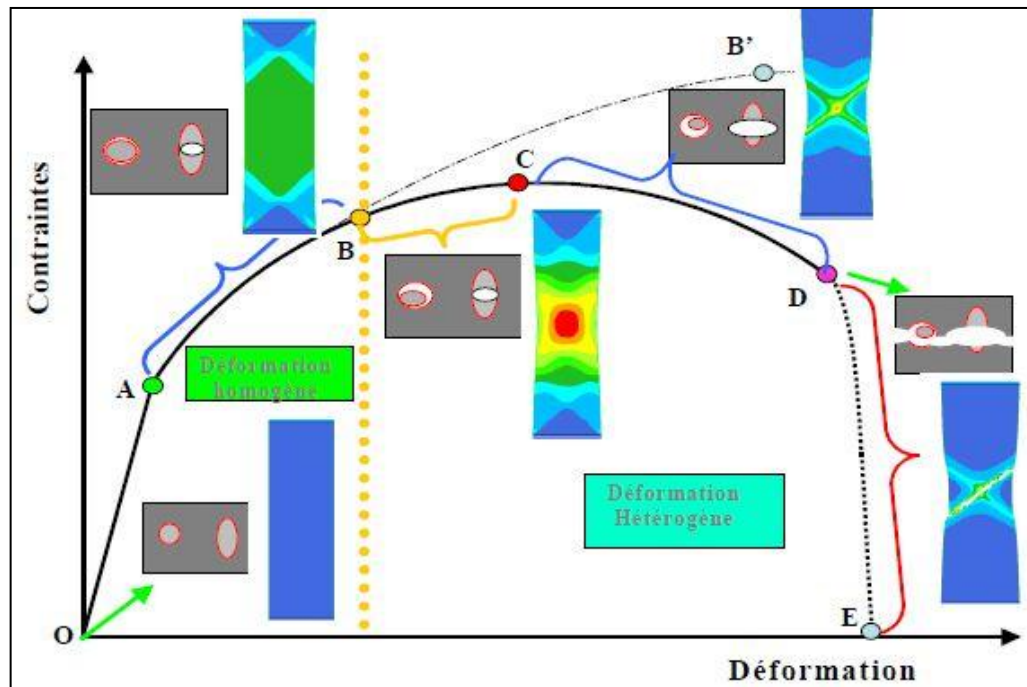 B’
C
Contraintes
B
D
Déformation
homogène
A
Déformation
Hétérogène
O
E
Déformation